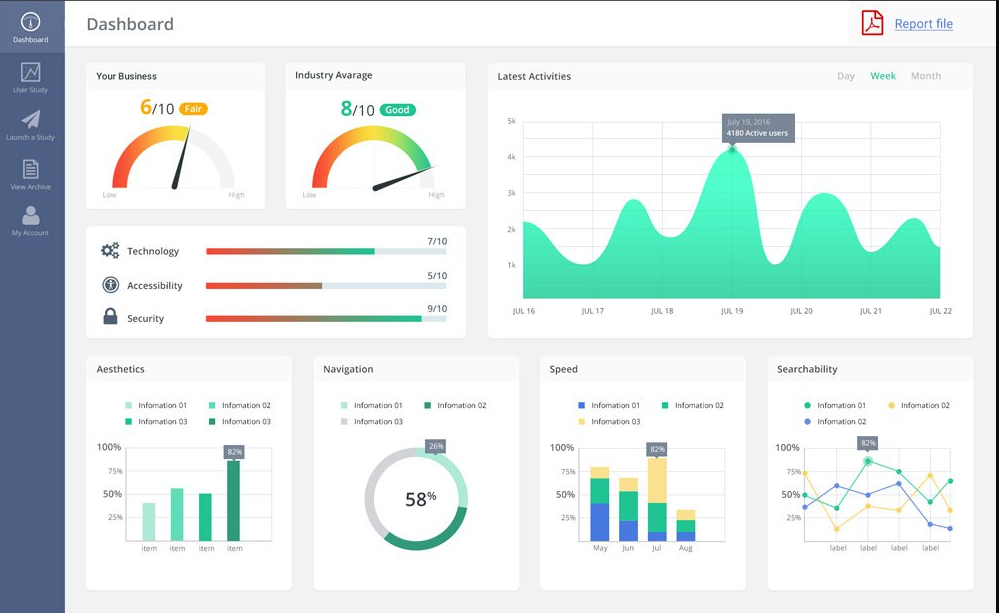 Dashboard
Dashboard
Report file
User Study
Launch a Study
View Archive
My Account
Your Business
6/10 Fair
Low High
Industry Avarage
8/10 Good
Low High
Technology 7/10
Accessibility 5/10
Security 9/10
Latest Activities Day Week Month
July 19, 2016
4180 Active users
5k
4k
3k
2k
1k
JUL 16 JUL 17 JUL 18 JUL 19 JUL 20 JUL 21 JUL 22
Aesthetics
Infomation 01 Infomation 02
Infomation 03 Infomation 03
100%
75%
50%
25%
82%
item item item item
Navigation
Infomation 01 Infomation 02
Infomation 03
26%
58%
Speed
Infomation 01 Infomation 02
Infomation 03
100%
75%
50%
25%
82%
May Jun Jul Aug
Searchability
Infomation 01 Infomation 02
Infomation 02
100%
75%
50%
25%
82%
label label label label